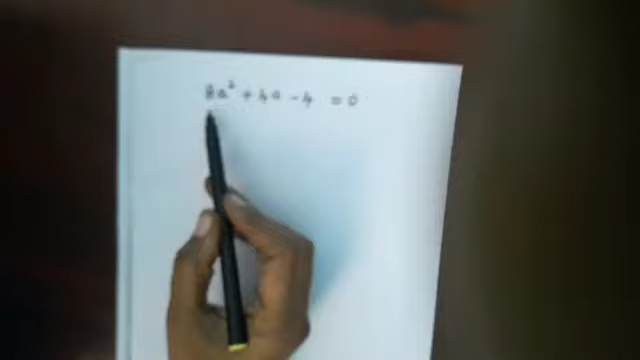 8a² + 4a - 4 = 0